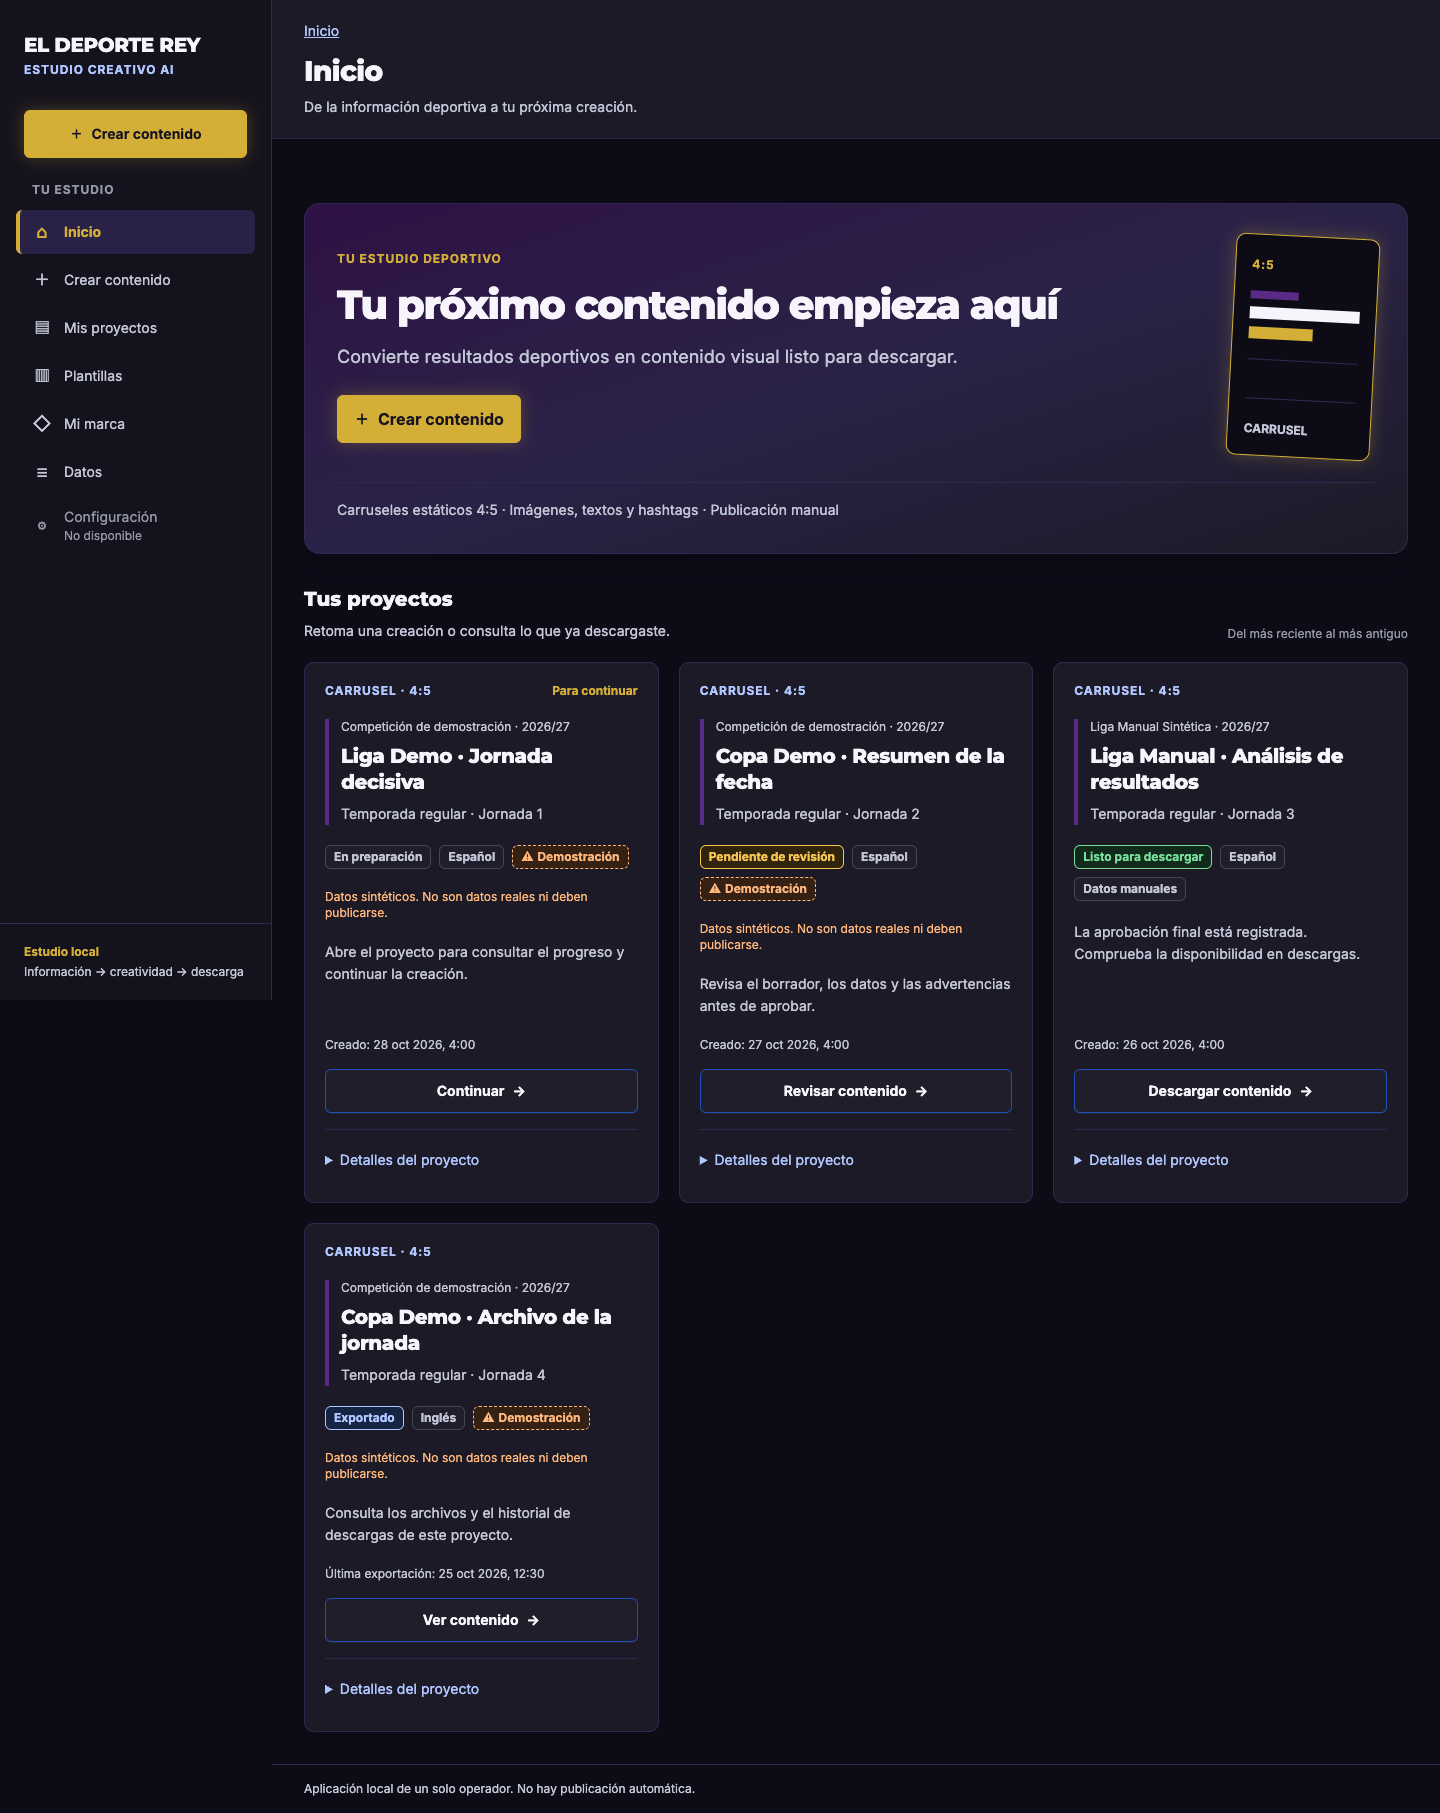 EL DEPORTE REY
ESTUDIO CREATIVO AI
+ Crear contenido
TU ESTUDIO
Inicio
Crear contenido
Mis proyectos
Plantillas
Mi marca
Datos
Configuración
No disponible
Estudio local
Información → creatividad → descarga
Inicio
Inicio
De la información deportiva a tu próxima creación.
TU ESTUDIO DEPORTIVO
Tu próximo contenido empieza aquí
Convierte resultados deportivos en contenido visual listo para descargar.
+ Crear contenido
4:5
CARRUSEL
Carruseles estáticos 4:5 · Imágenes, textos y hashtags · Publicación manual
Tus proyectos
Retoma una creación o consulta lo que ya descargaste.
Del más reciente al más antiguo
CARRUSEL · 4:5
Para continuar
Competición de demostración · 2026/27
Liga Demo · Jornada
decisiva
Temporada regular · Jornada 1
En preparación
Español
⚠ Demostración
Datos sintéticos. No son datos reales ni deben
publicarse.
Abre el proyecto para consultar el progreso y
continuar la creación.
Creado: 28 oct 2026, 4:00
Continuar →
▶ Detalles del proyecto
CARRUSEL · 4:5
Competición de demostración · 2026/27
Copa Demo · Resumen de la
fecha
Temporada regular · Jornada 2
Pendiente de revisión
Español
⚠ Demostración
Datos sintéticos. No son datos reales ni deben
publicarse.
Revisa el borrador, los datos y las advertencias
antes de aprobar.
Creado: 27 oct 2026, 4:00
Revisar contenido →
▶ Detalles del proyecto
CARRUSEL · 4:5
Liga Manual Sintética · 2026/27
Liga Manual · Análisis de
resultados
Temporada regular · Jornada 3
Listo para descargar
Español
Datos manuales
La aprobación final está registrada.
Comprueba la disponibilidad en descargas.
Creado: 26 oct 2026, 4:00
Descargar contenido →
▶ Detalles del proyecto
CARRUSEL · 4:5
Competición de demostración · 2026/27
Copa Demo · Archivo de la
jornada
Temporada regular · Jornada 4
Exportado
Inglés
⚠ Demostración
Datos sintéticos. No son datos reales ni deben
publicarse.
Consulta los archivos y el historial de
descargas de este proyecto.
Última exportación: 25 oct 2026, 12:30
Ver contenido →
▶ Detalles del proyecto
Aplicación local de un solo operador. No hay publicación automática.